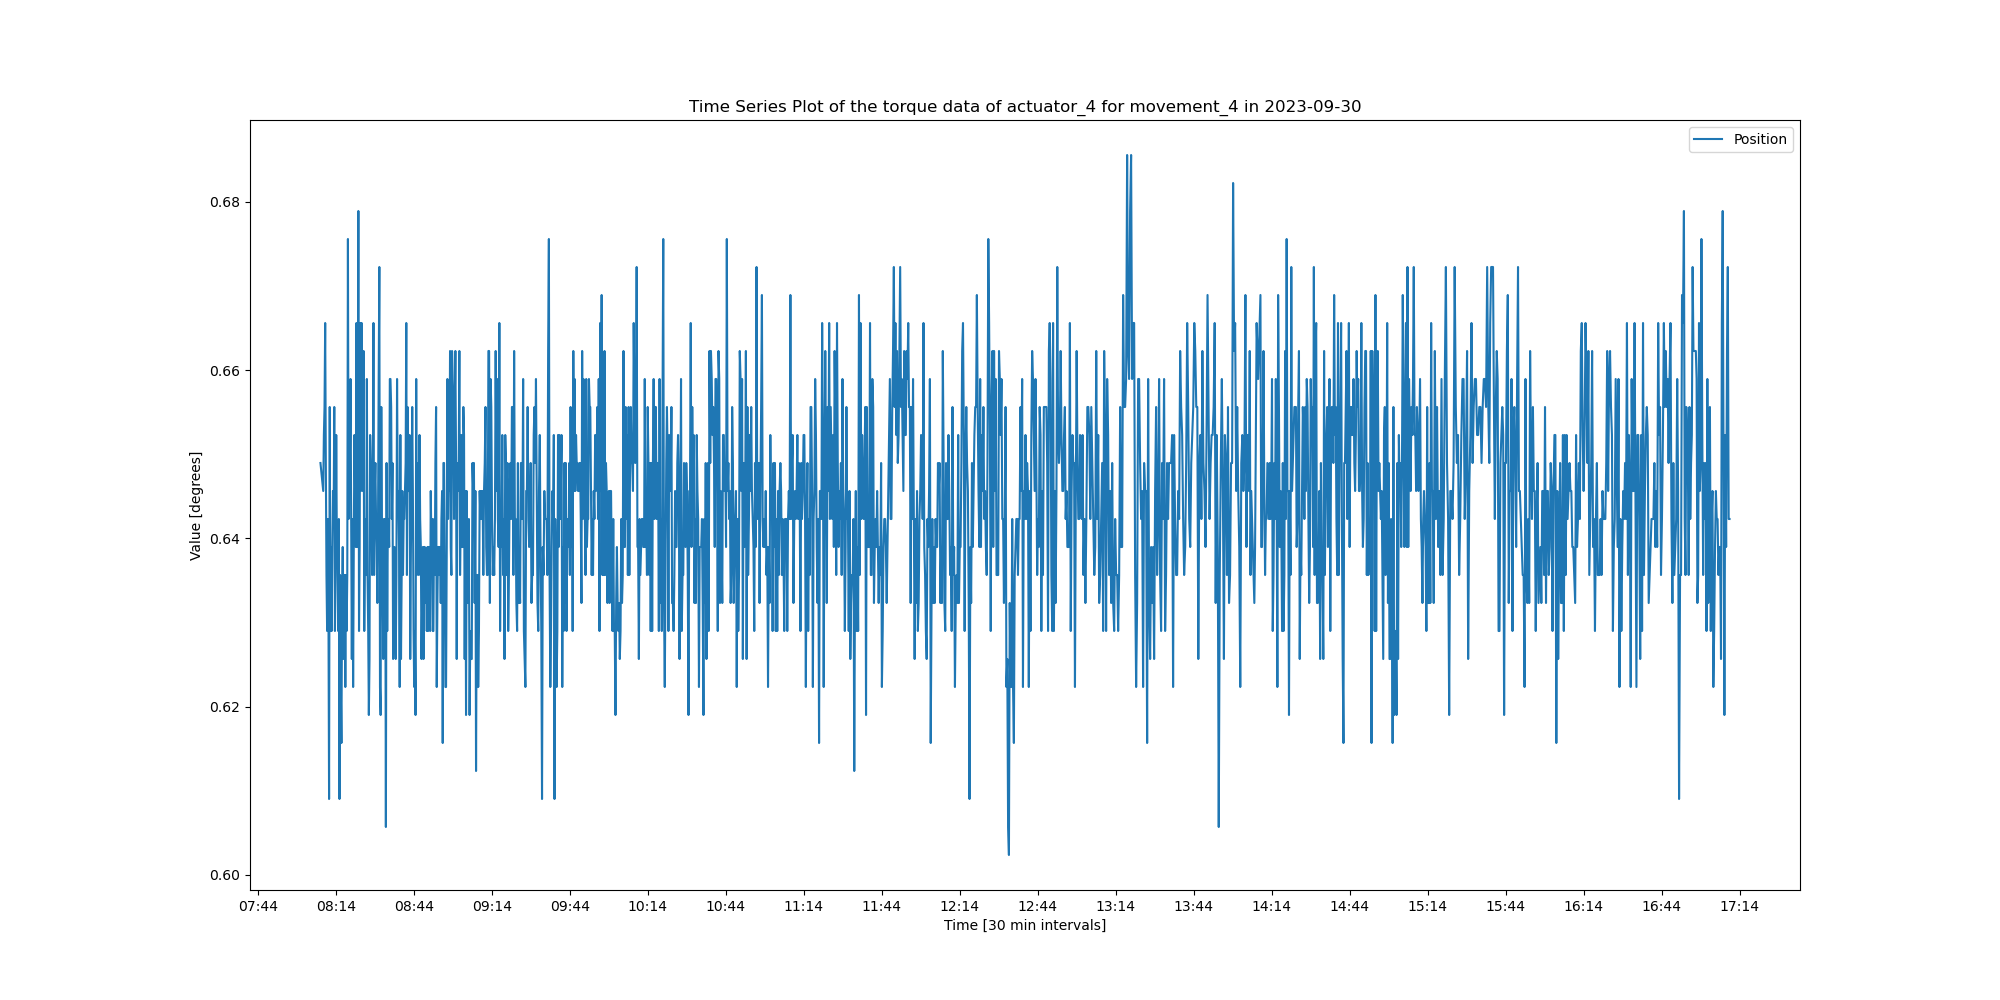 Time Series Plot of the torque data of actuator_4 for movement_4 in 2023-09-30
Position
Value [degrees]
0.68
0.66
0.64
0.62
0.60
07:44 08:14 08:44 09:14 09:44 10:14 10:44 11:14 11:44 12:14 12:44 13:14 13:44 14:14 14:44 15:14 15:44 16:14 16:44 17:14
Time [30 min intervals]